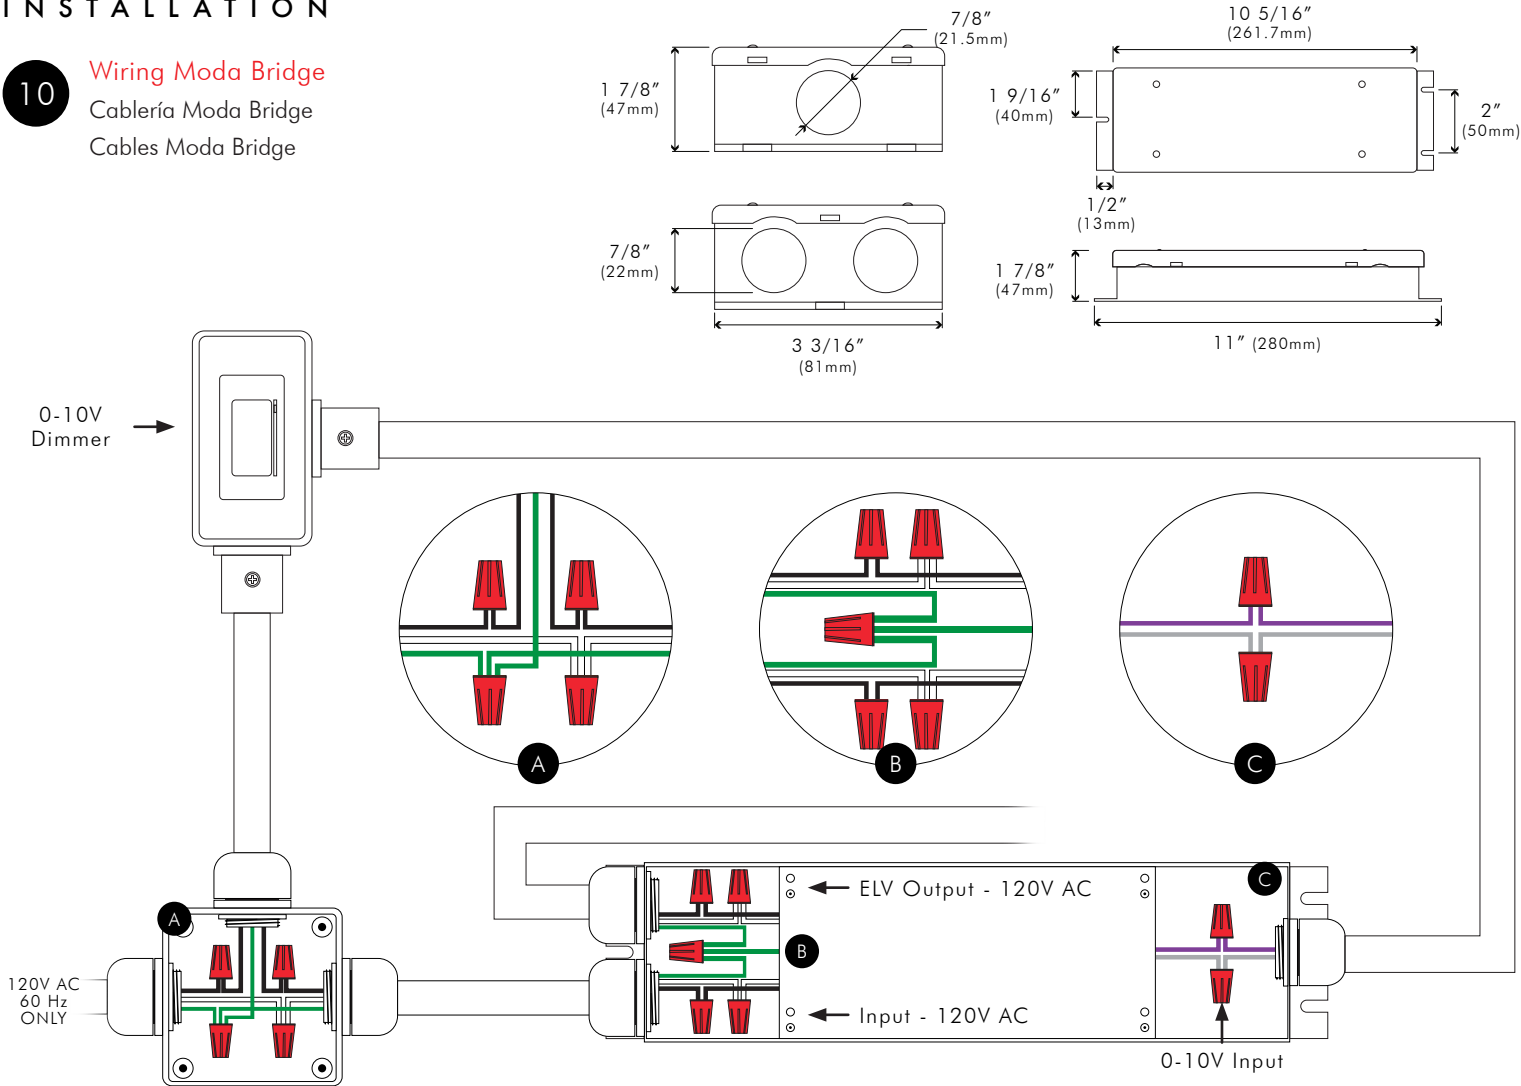 INSTALLATION
10
Wiring Moda Bridge
Cablería Moda Bridge
Cables Moda Bridge
7/8"
(21.5mm)
1 7/8"
(47mm)
10 5/16"
(261.7mm)
1 9/16"
(40mm)
2"
(50mm)
1/2"
(13mm)
7/8"
(22mm)
3 3/16"
(81mm)
1 7/8"
(47mm)
11" (280mm)
0-10V
Dimmer
A
B
C
A
120V AC
60 Hz
ONLY
ELV Output - 120V AC
B
Input - 120V AC
C
0-10V Input